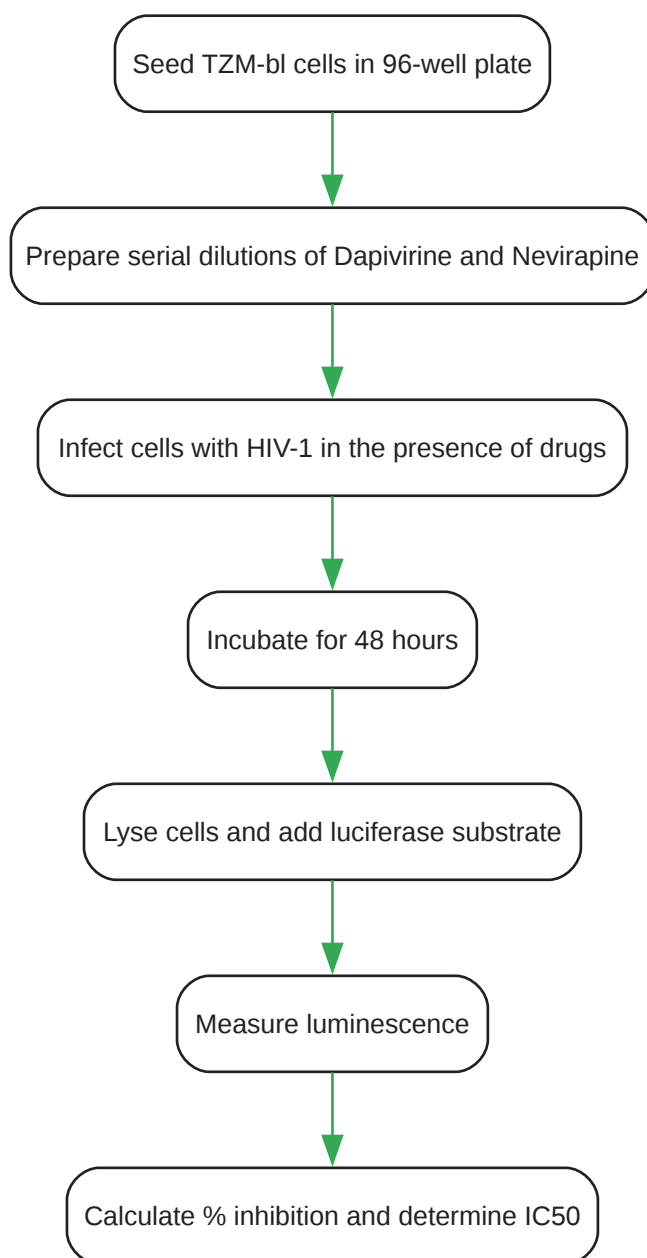 Seed TZM-bl cells in 96-well plate
Prepare serial dilutions of Dapivirine and Nevirapine
Infect cells with HIV-1 in the presence of drugs
Incubate for 48 hours
Lyse cells and add luciferase substrate
Measure luminescence
Calculate % inhibition and determine IC50